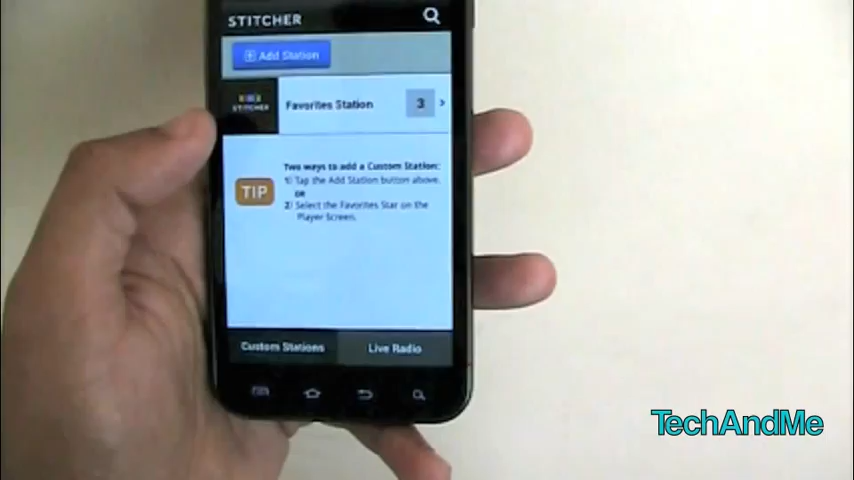 STITCHER
Add Station
STITCHER
Favorites Station
3
Two ways to add a Custom Station:
1) Tap the Add Station button above.
OR
TIP
2) Select the Favorites Star on the
Player Screen.
Custom Stations
Live Radio
TechAndMe